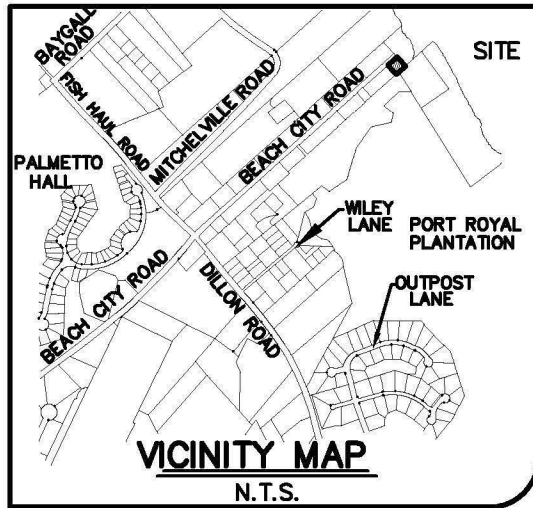 BAYGALL
ROAD
SITE
FISH HAUL ROAD
MITCHELVILLE ROAD
BEACH CITY ROAD
PALMETTO
HALL
WILEY
LANE
PORT ROYAL
PLANTATION
BEACH CITY ROAD
DILLON ROAD
OUTPOST
LANE
VICINITY MAP
N.T.S.